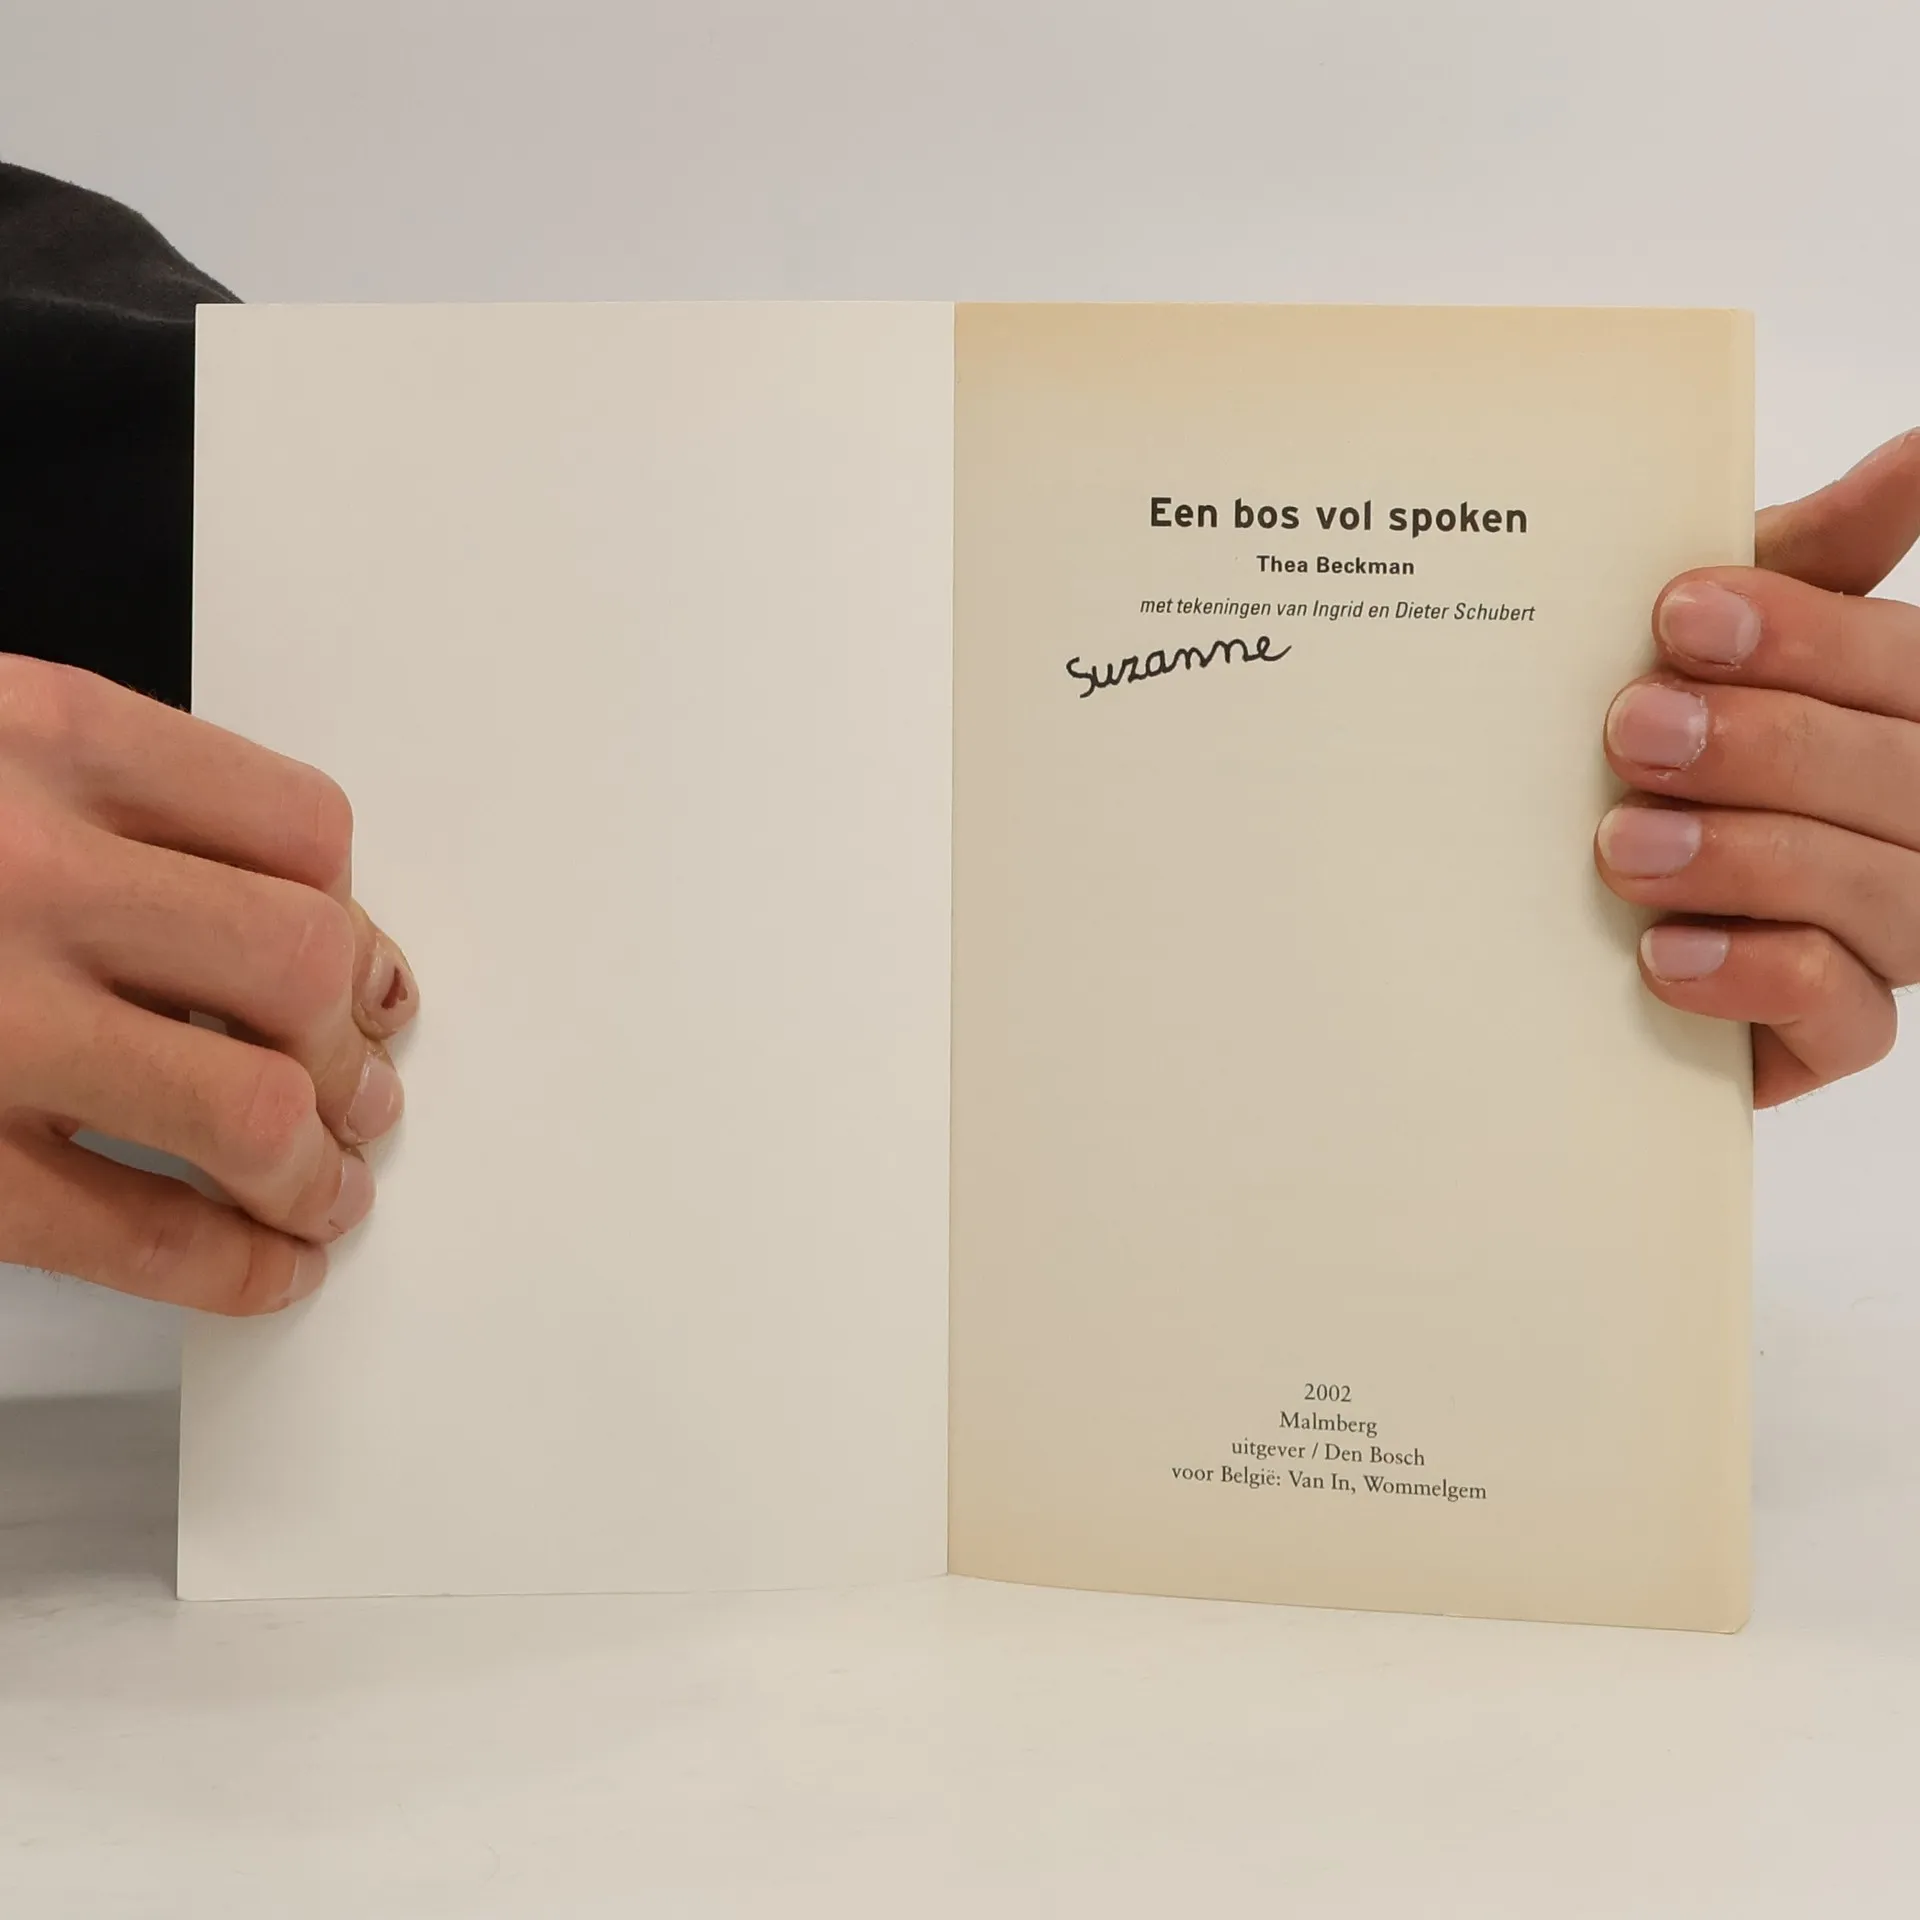 Een bos vol spoken
Thea Beckman
met tekeningen van Ingrid en Dieter Schubert
Suzanne
2002
Malmberg
uitgever / Den Bosch
voor België: Van In, Wommelgem